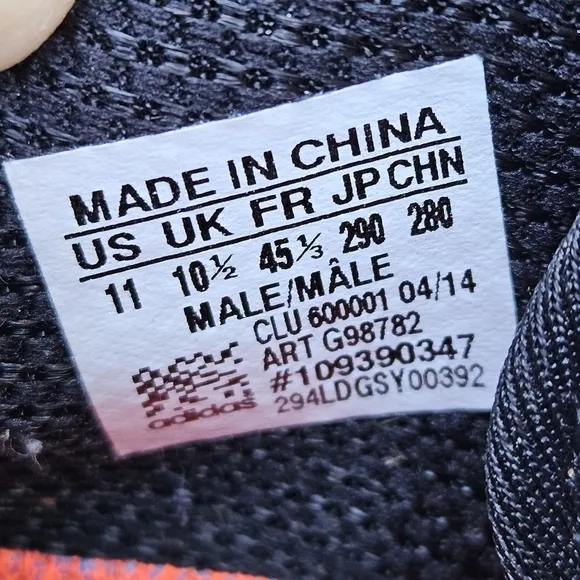 MADE IN CHINA
US UK FR JP CHN
11 10½ 45⅓ 290 280
MALE/MÂLE
CLU 600001 04/14
ART G98782
#109390347
294LDGSY00392
adidas